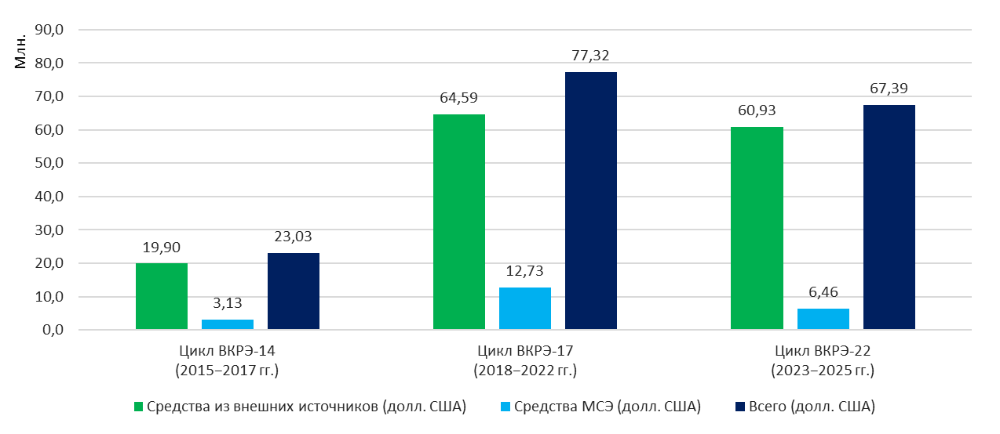 Млн.
90,0
80,0
70,0
60,0
50,0
40,0
30,0
20,0
10,0
0,0
19,90
3,13
23,03
64,59
12,73
77,32
60,93
6,46
67,39
Цикл ВКРЭ-14
(2015–2017 гг.)
Цикл ВКРЭ-17
(2018–2022 гг.)
Цикл ВКРЭ-22
(2023–2025 гг.)
Средства из внешних источников (долл. США)
Средства МСЭ (долл. США)
Всего (долл. США)